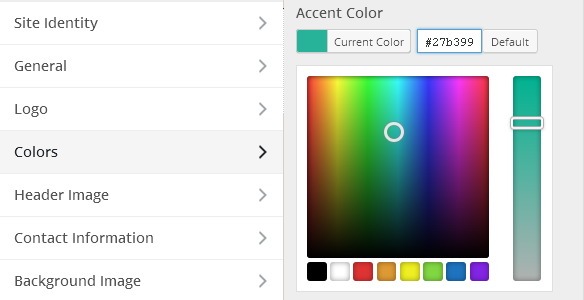 Site Identity
General
Logo
Colors
Header Image
Contact Information
Background Image
Accent Color
Current Color
#27b399
Default